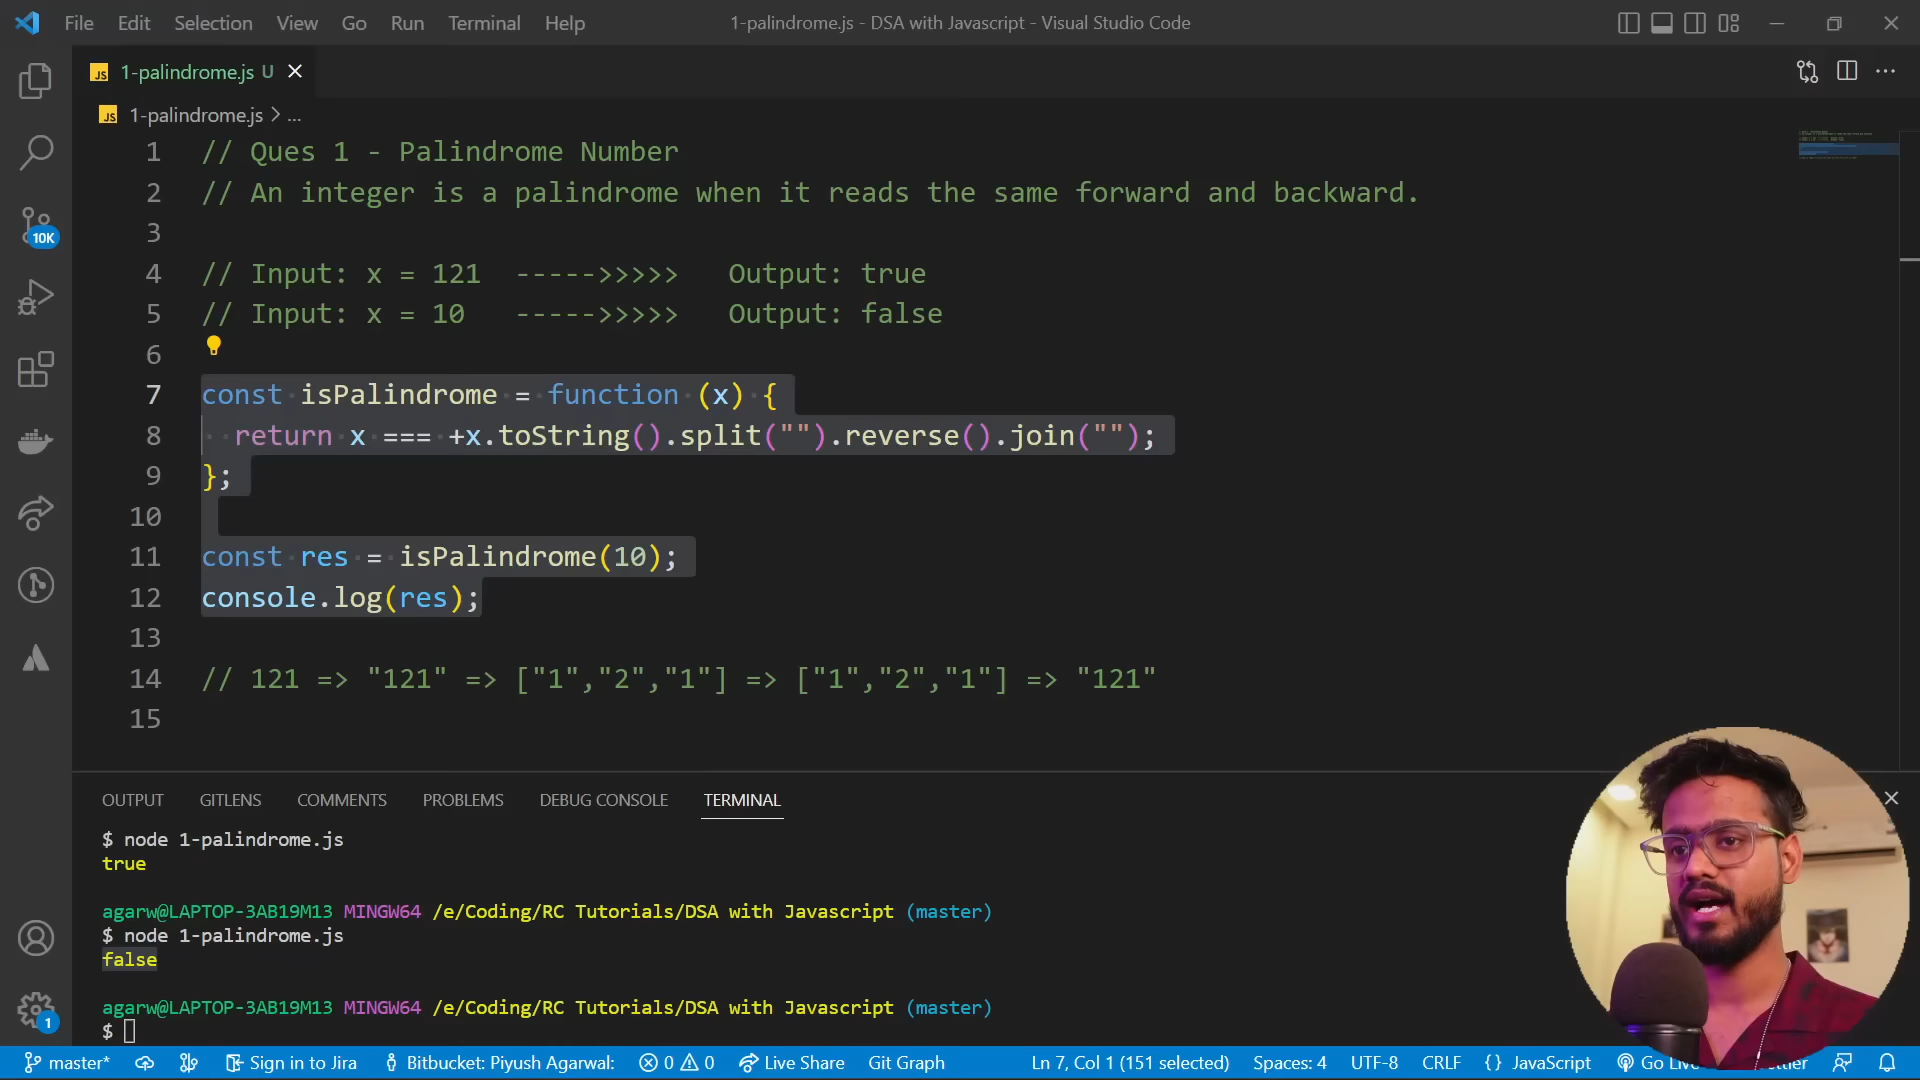 File Edit Selection View Go Run Terminal Help 1-palindrome.js - DSA with Javascript - Visual Studio Code
JS 1-palindrome.js U
JS 1-palindrome.js > ...
1 // Ques 1 - Palindrome Number
2 // An integer is a palindrome when it reads the same forward and backward.
3
4 // Input: x = 121 ----->>>>> Output: true
5 // Input: x = 10 ----->>>>> Output: false
6
7 const isPalindrome = function (x) {
8 return x === +x.toString().split("").reverse().join("");
9 };
10
11 const res = isPalindrome(10);
12 console.log(res);
13
14 // 121 => "121" => ["1","2","1"] => ["1","2","1"] => "121"
15
10K
OUTPUT GITLENS COMMENTS PROBLEMS DEBUG CONSOLE TERMINAL
$ node 1-palindrome.js
true
agarw@LAPTOP-3AB19M13 MINGW64 /e/Coding/RC Tutorials/DSA with Javascript (master)
$ node 1-palindrome.js
false
agarw@LAPTOP-3AB19M13 MINGW64 /e/Coding/RC Tutorials/DSA with Javascript (master)
$
1
master* Sign in to Jira Bitbucket: Piyush Agarwal: 0 0 Live Share Git Graph Ln 7, Col 1 (151 selected) Spaces: 4 UTF-8 CRLF {} JavaScript Go